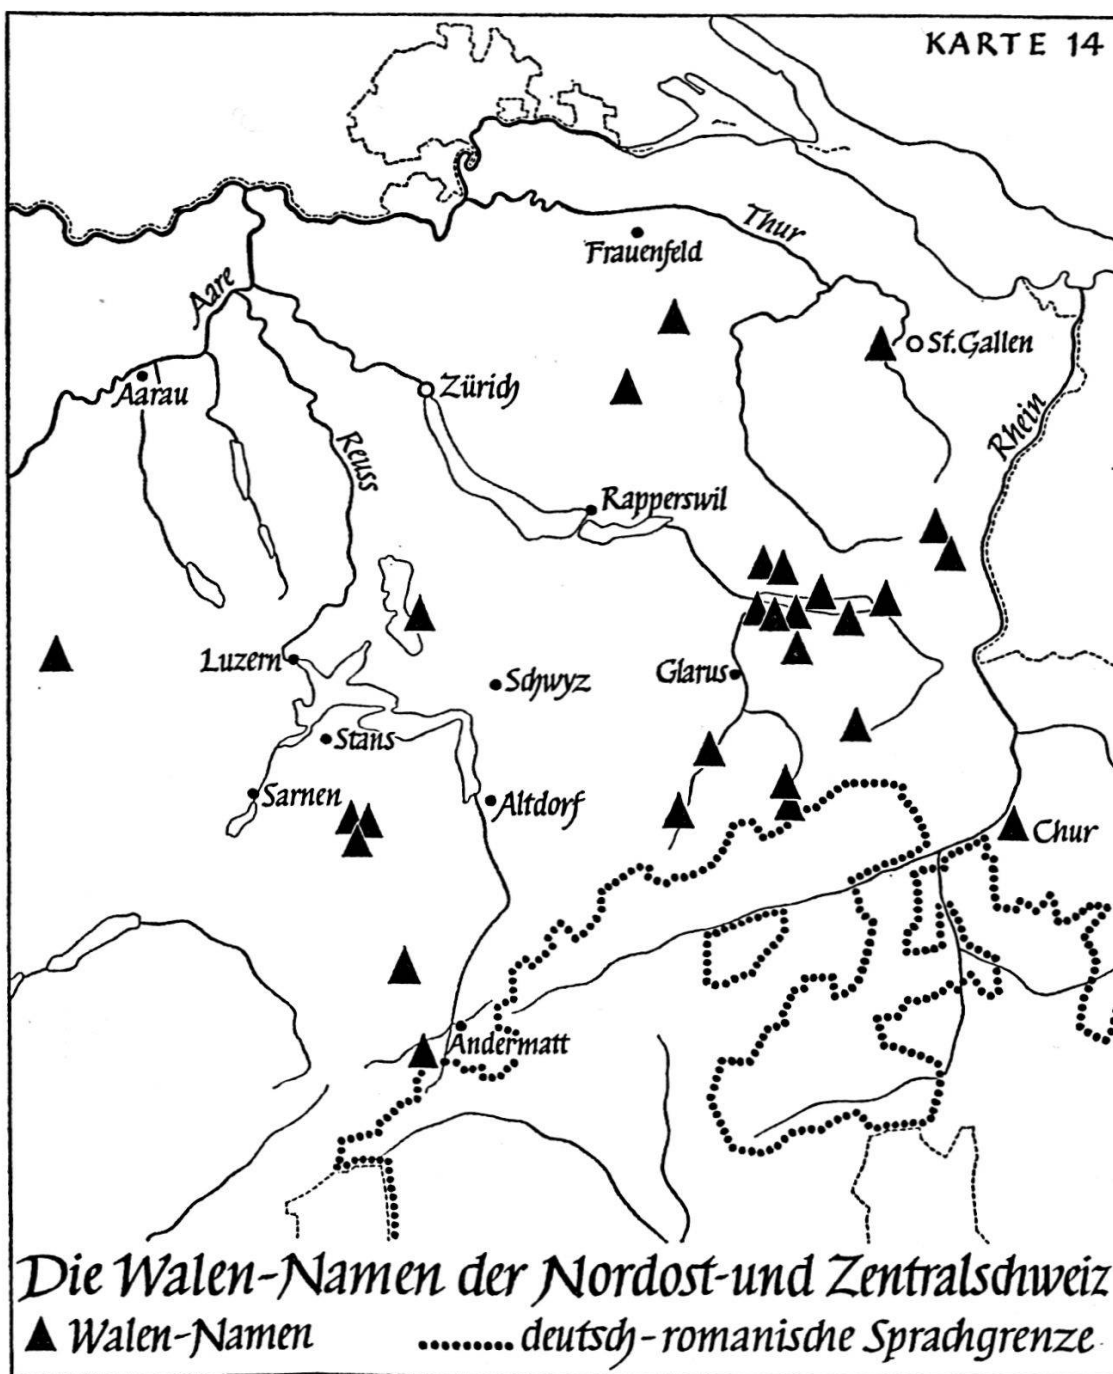 KARTE 14
Thur
Frauenfeld
Aare
St.Gallen
Aarau
Zürich
Rhein
Reuss
Rapperswil
Luzern
Schwyz
Glarus
Stans
Sarnen
Altdorf
Chur
Andermatt
Die Walen-Namen der Nordost-und Zentralschweiz
▲ Walen-Namen ........ deutsch-romanische Sprachgrenze